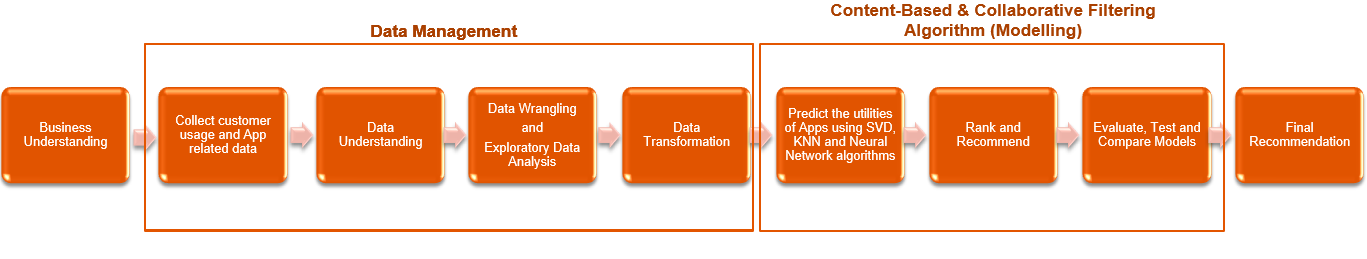 Data Management
Content-Based & Collaborative Filtering
Algorithm (Modelling)
Business
Understanding
Collect customer
usage and App
related data
Data
Understanding
Data Wrangling
and
Exploratory Data
Analysis
Data
Transformation
Predict the utilities
of Apps using SVD,
KNN and Neural
Network algorithms
Rank and
Recommend
Evaluate, Test and
Compare Models
Final
Recommendation